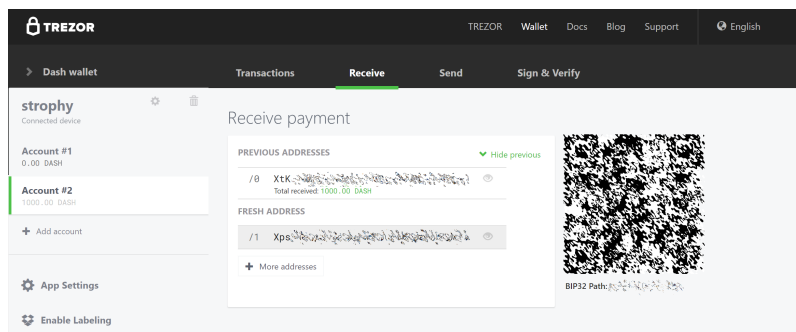 TREZOR
TREZOR Wallet Docs Blog Support English
Dash wallet
Transactions Receive Send Sign & Verify
strophy
Connected device
Account #1
0.00 DASH
Account #2
1000.00 DASH
Add account
App Settings
Enable Labeling
Receive payment
PREVIOUS ADDRESSES
Hide previous
/0 XtK
Total received: 1000.00 DASH
FRESH ADDRESS
/1 Xps
More addresses
BIP32 Path: